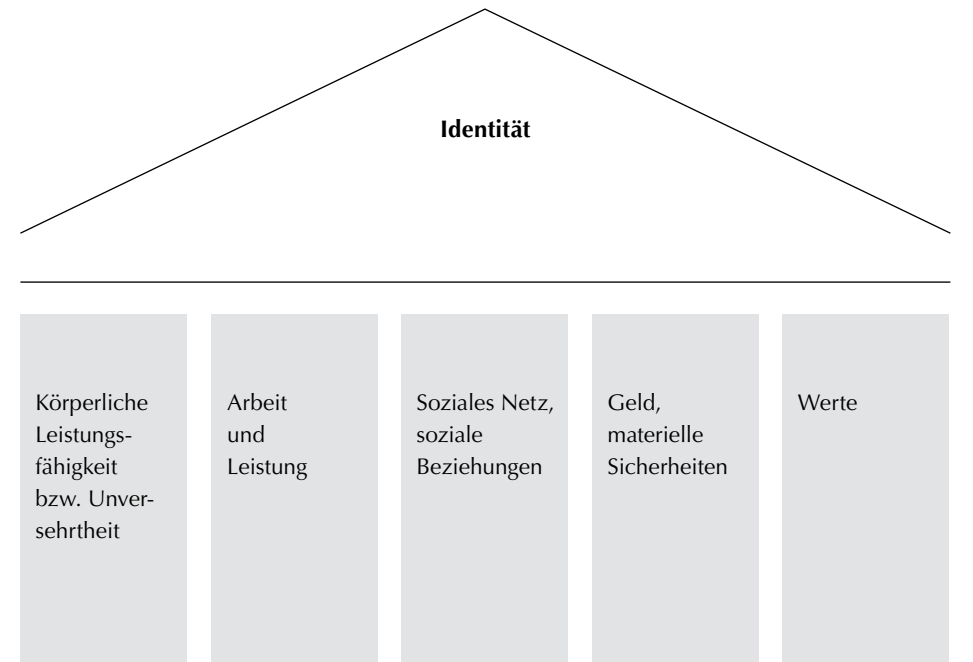 Identität
Körperliche
Leistungs-
fähigkeit
bzw. Unver-
sehrtheit
Arbeit
und
Leistung
Soziales Netz,
soziale
Beziehungen
Geld,
materielle
Sicherheiten
Werte